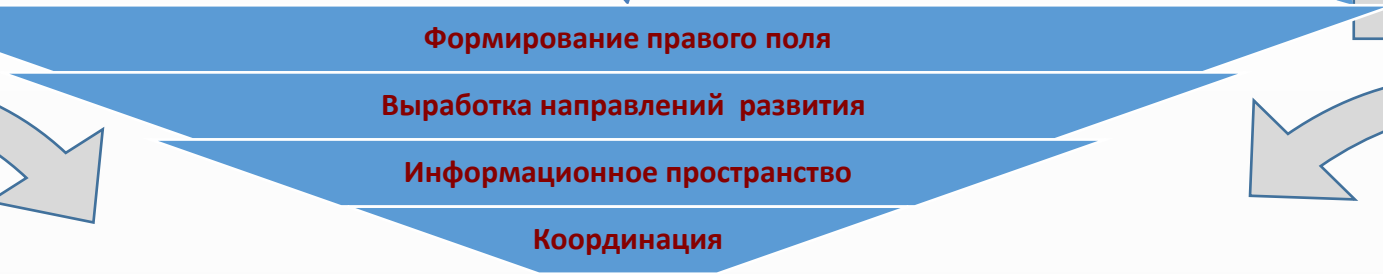 Формирование правого поля
Выработка направлений  развития
Информационное пространство
Координация